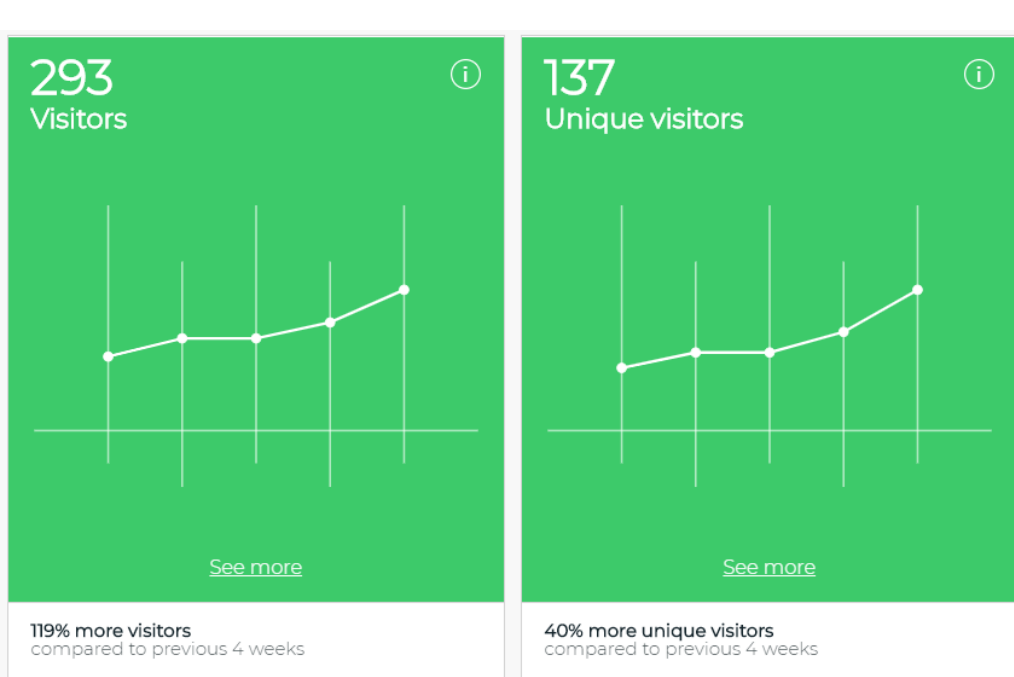 293
Visitors
See more
119% more visitors
compared to previous 4 weeks
137
Unique visitors
See more
40% more unique visitors
compared to previous 4 weeks